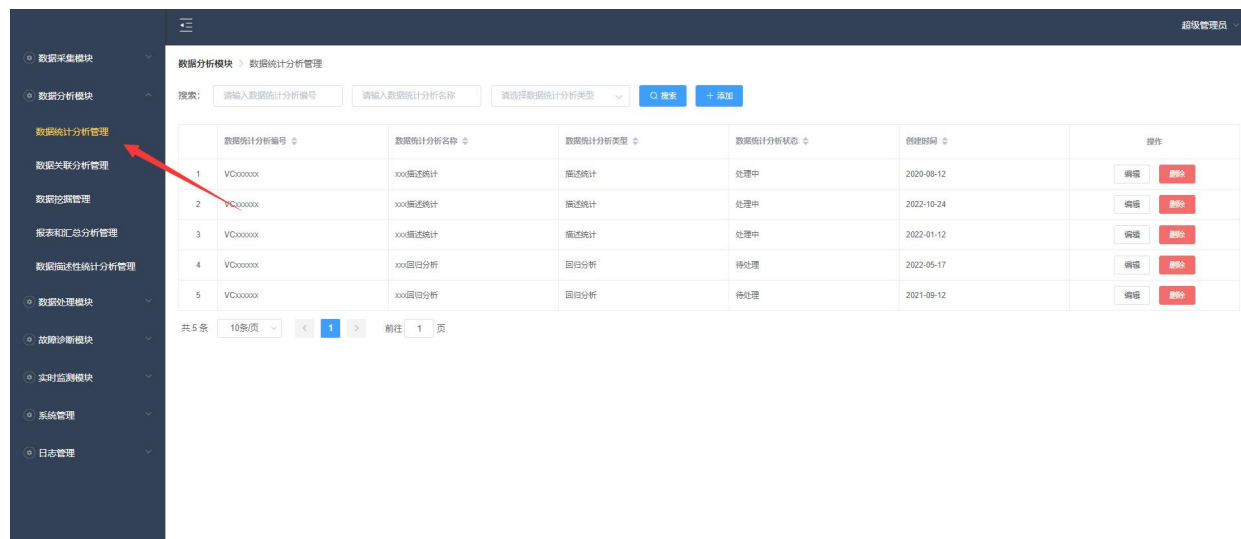 超级管理员
数据采集模块
数据分析模块
数据统计分析管理
数据关联分析管理
数据挖掘管理
报表和汇总分析管理
数据描述性统计分析管理
数据处理模块
故障诊断模块
实时监测模块
系统管理
日志管理
数据分析模块 > 数据统计分析管理
搜索: 请输入数据统计分析编号 请输入数据统计分析名称 请选择数据统计分析类型 搜索 + 添加
数据统计分析编号 数据统计分析名称 数据统计分析类型 数据统计分析状态 创建时间 操作
1 VCxxxxxx xxx描述统计 描述统计 处理中 2020-08-12 编辑 删除
2 VCxxxxxx xxx描述统计 描述统计 处理中 2022-10-24 编辑 删除
3 VCxxxxxx xxx描述统计 描述统计 处理中 2022-01-12 编辑 删除
4 VCxxxxxx xxx回归分析 回归分析 待处理 2022-05-17 编辑 删除
5 VCxxxxxx xxx回归分析 回归分析 待处理 2021-09-12 编辑 删除
共 5 条 10条/页 < 1 > 前往 1 页